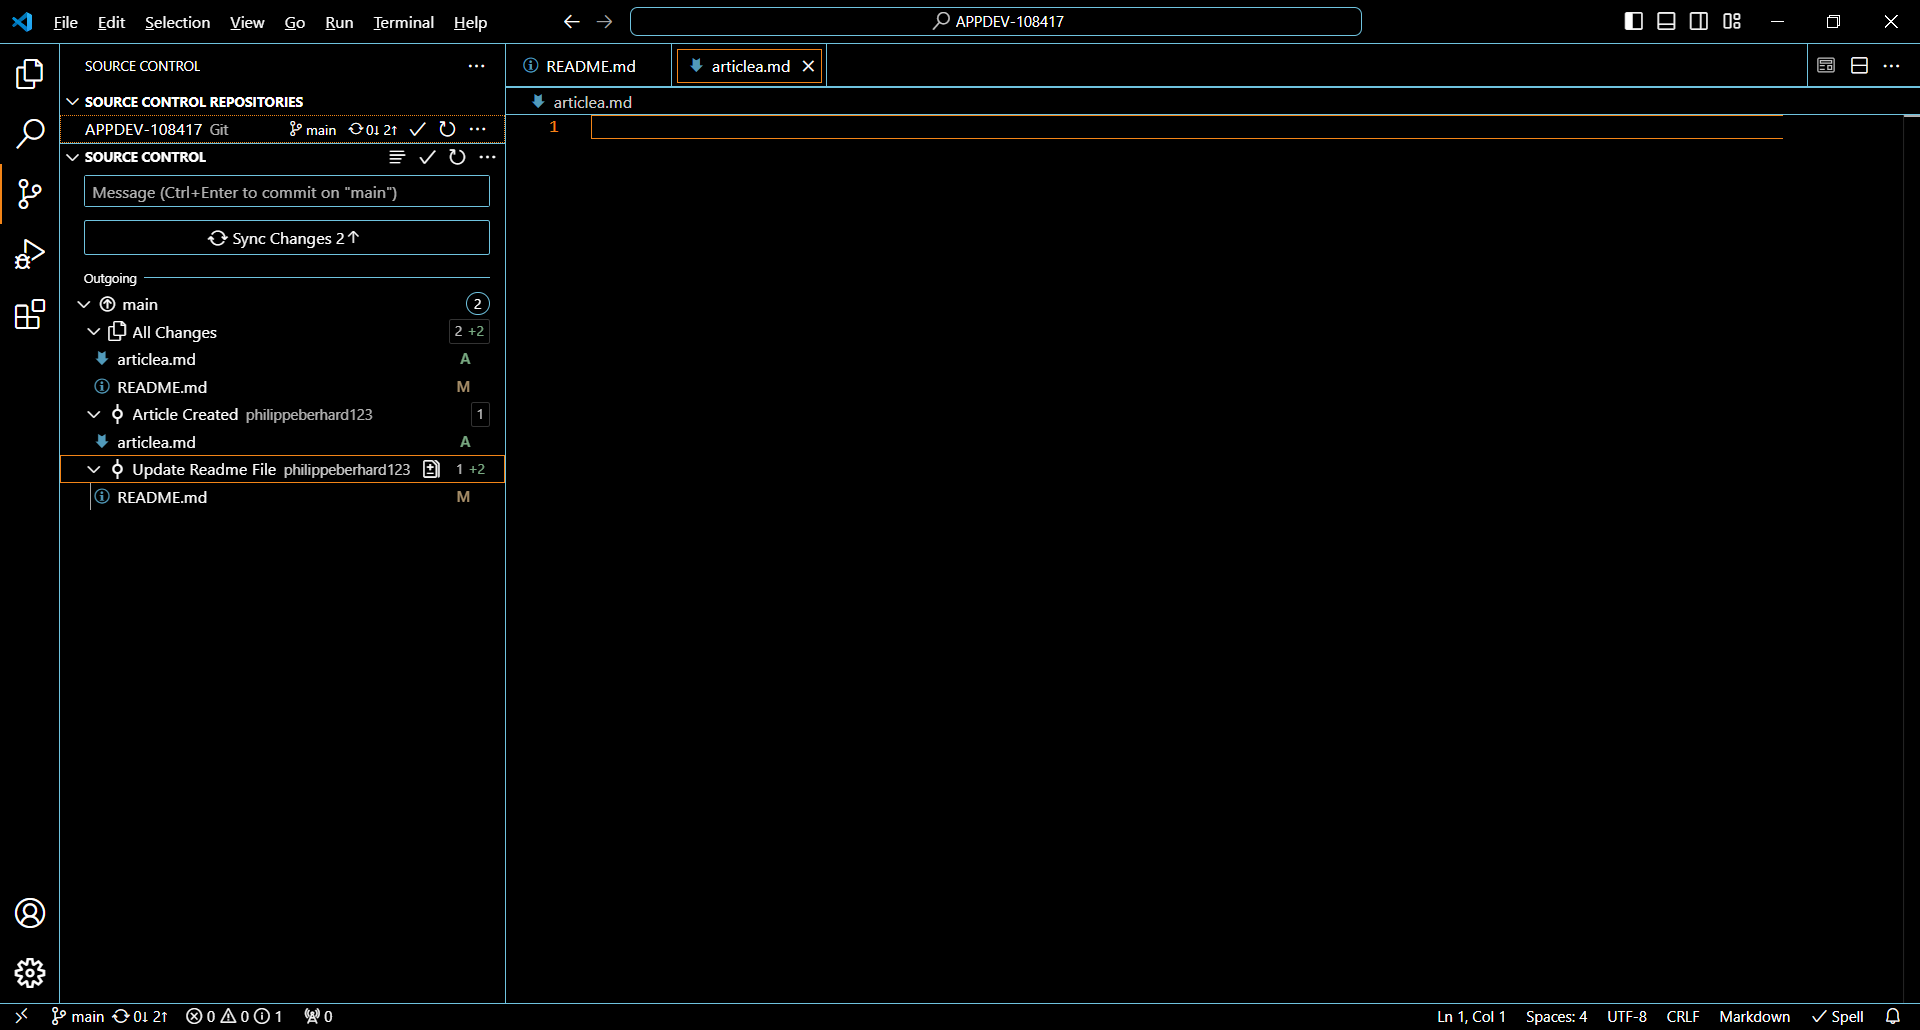 File Edit Selection View Go Run Terminal Help
APPDEV-108417
SOURCE CONTROL
SOURCE CONTROL REPOSITORIES
APPDEV-108417 Git main 0↓ 2↑
SOURCE CONTROL
Message (Ctrl+Enter to commit on "main")
Sync Changes 2↑
Outgoing
main 2
All Changes 2 +2
articlea.md A
README.md M
Article Created philippeberhard123 1
articlea.md A
Update Readme File philippeberhard123 1 +2
README.md M
README.md articlea.md
articlea.md
1
main 0↓ 2↑ 0 0 1 0
Ln 1, Col 1 Spaces: 4 UTF-8 CRLF Markdown Spell